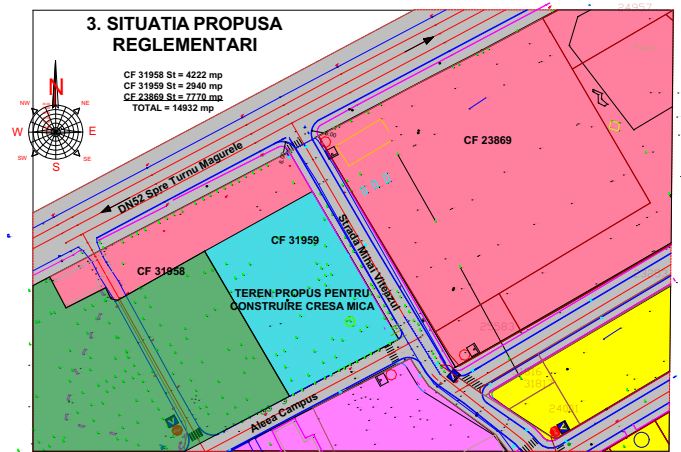 3. SITUATIA PROPUSA
REGLEMENTARI
CF 31958 St = 4222 mp
CF 31959 St = 2940 mp
CF 23869 St = 7770 mp
TOTAL = 14932 mp
N
NW
NE
W
E
SW
SE
S
24957
CF 23869
DN52 Spre Turnu Magurele
Strada Mihai Viteazul
CF 31959
CF 31958
TEREN PROPUS PENTRU
CONSTRUIRE CRESA MICA
Aleea Campus